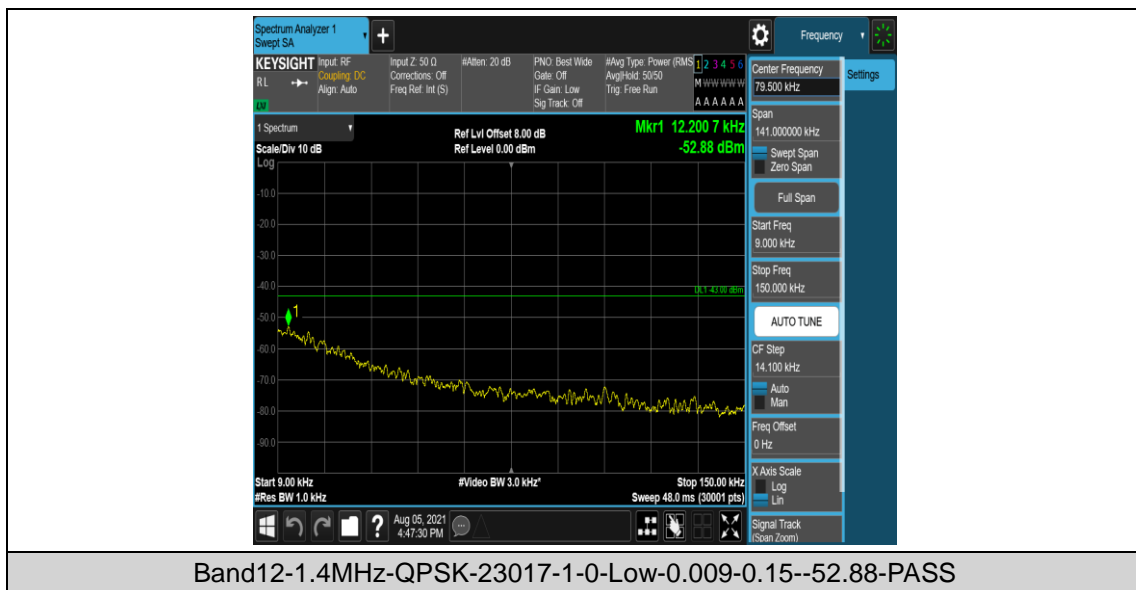 Spectrum Analyzer 1
Swept SA
Frequency
KEYSIGHT
RL
LW
Input: RF
Coupling: DC
Align: Auto
Input Z: 50 Ω
Corrections: Off
Freq Ref: Int (S)
#Atten: 20 dB
PNO: Best Wide
Gate: Off
IF Gain: Low
Sig Track: Off
#Avg Type: Power (RMS
Avg|Hold: 50/50
Trig: Free Run
1 2 3 4 5 6
M W W W W W
A A A A A A
1 Spectrum
Scale/Div 10 dB
Log
Ref Lvl Offset 8.00 dB
Ref Level 0.00 dBm
Mkr1 12.200 7 kHz
-52.88 dBm
-10.0
-20.0
-30.0
-40.0
DL1 -43.00 dBm
-50.0
1
-60.0
-70.0
-80.0
-90.0
Start 9.00 kHz
#Res BW 1.0 kHz
#Video BW 3.0 kHz*
Stop 150.00 kHz
Sweep 48.0 ms (30001 pts)
?
Aug 05, 2021
4:47:30 PM
Center Frequency
79.500 kHz
Settings
Span
141.000000 kHz
Swept Span
Zero Span
Full Span
Start Freq
9.000 kHz
Stop Freq
150.000 kHz
AUTO TUNE
CF Step
14.100 kHz
Auto
Man
Freq Offset
0 Hz
X Axis Scale
Log
Lin
Signal Track
(Span Zoom)
Band12-1.4MHz-QPSK-23017-1-0-Low-0.009-0.15--52.88-PASS